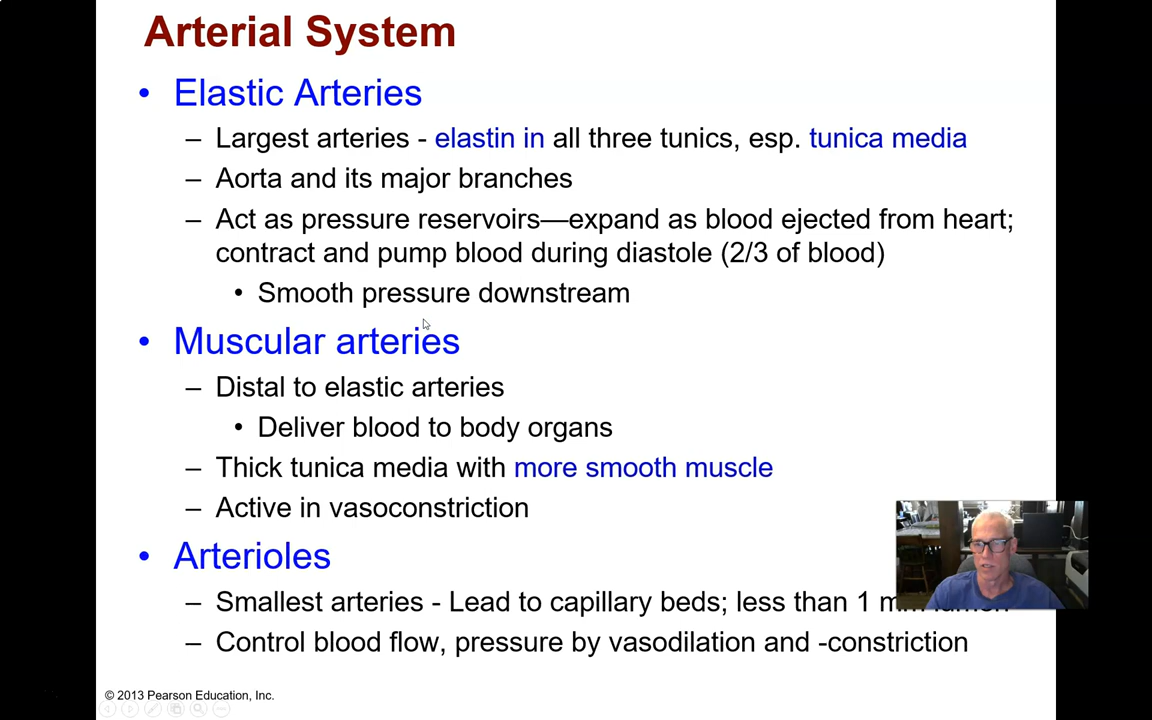 Arterial System
• Elastic Arteries
– Largest arteries - elastin in all three tunics, esp. tunica media
– Aorta and its major branches
– Act as pressure reservoirs—expand as blood ejected from heart;
contract and pump blood during diastole (2/3 of blood)
• Smooth pressure downstream
• Muscular arteries
– Distal to elastic arteries
• Deliver blood to body organs
– Thick tunica media with more smooth muscle
– Active in vasoconstriction
• Arterioles
– Smallest arteries - Lead to capillary beds; less than 1
– Control blood flow, pressure by vasodilation and -constriction
© 2013 Pearson Education, Inc.